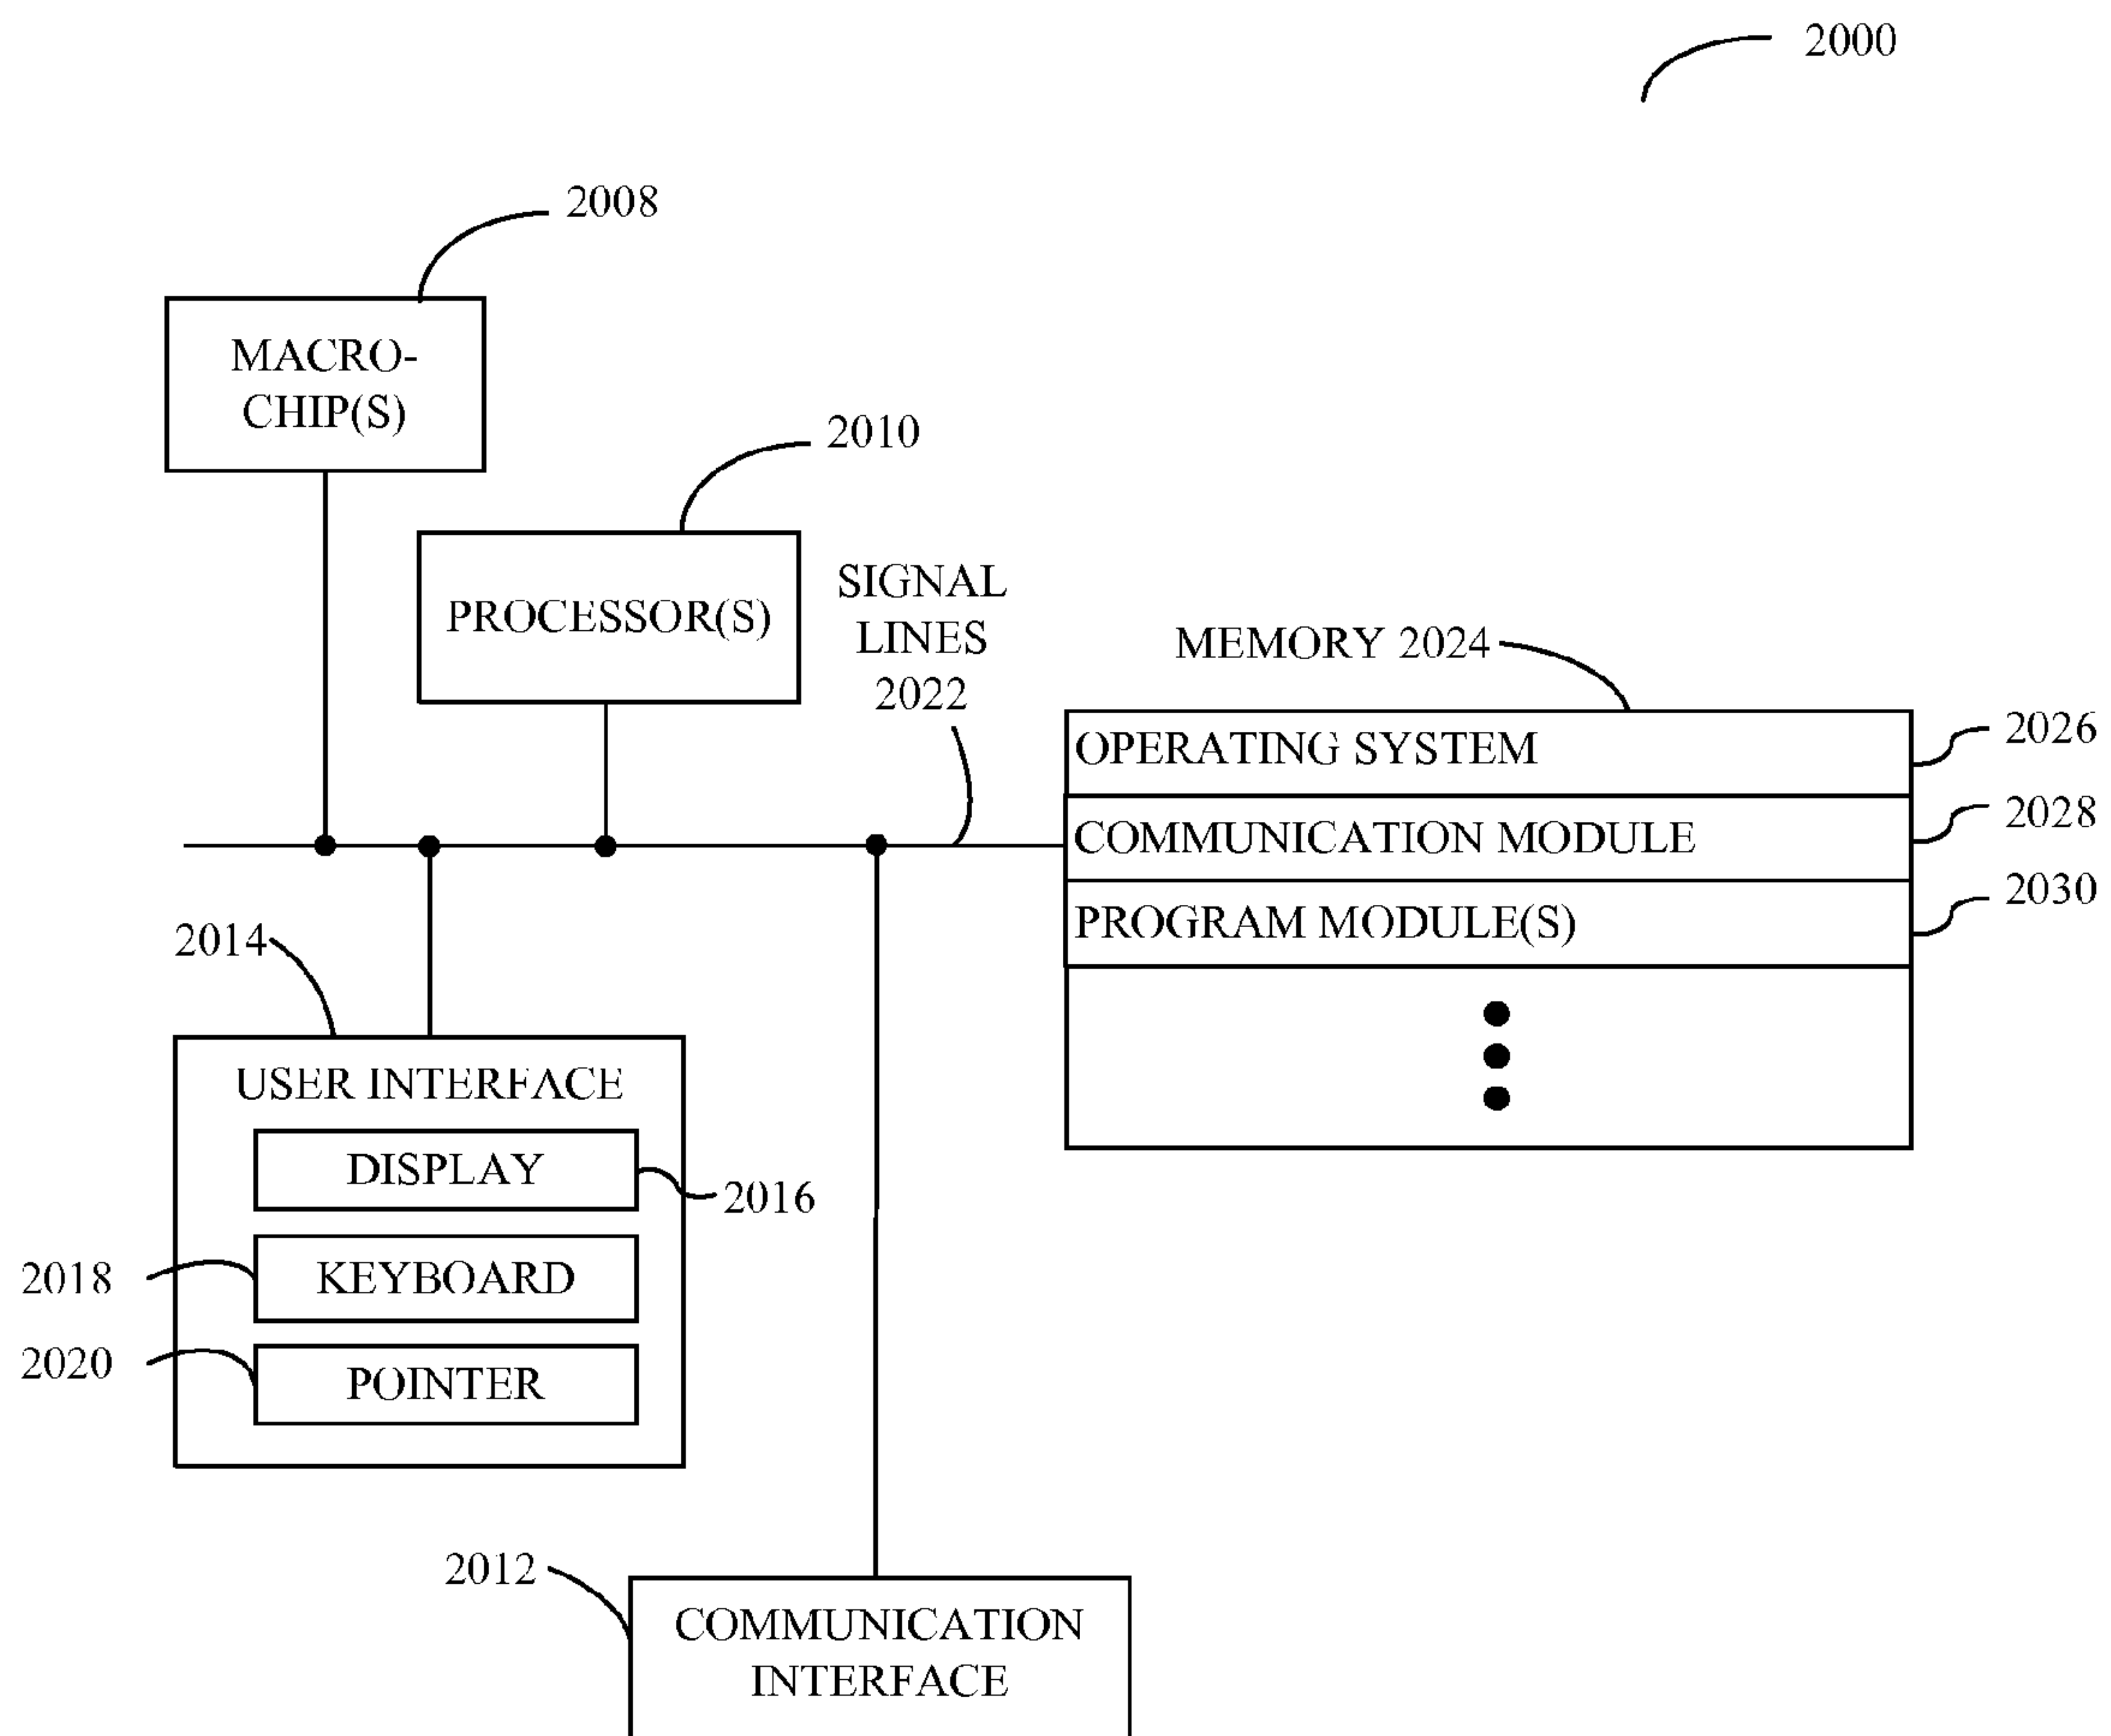 2000
2008
MACRO-
CHIP(S)
2010
PROCESSOR(S)
SIGNAL
LINES
2022
MEMORY 2024
OPERATING SYSTEM
2026
COMMUNICATION MODULE
2028
PROGRAM MODULE(S)
2030
2014
USER INTERFACE
DISPLAY
2016
2018
KEYBOARD
2020
POINTER
2012
COMMUNICATION
INTERFACE